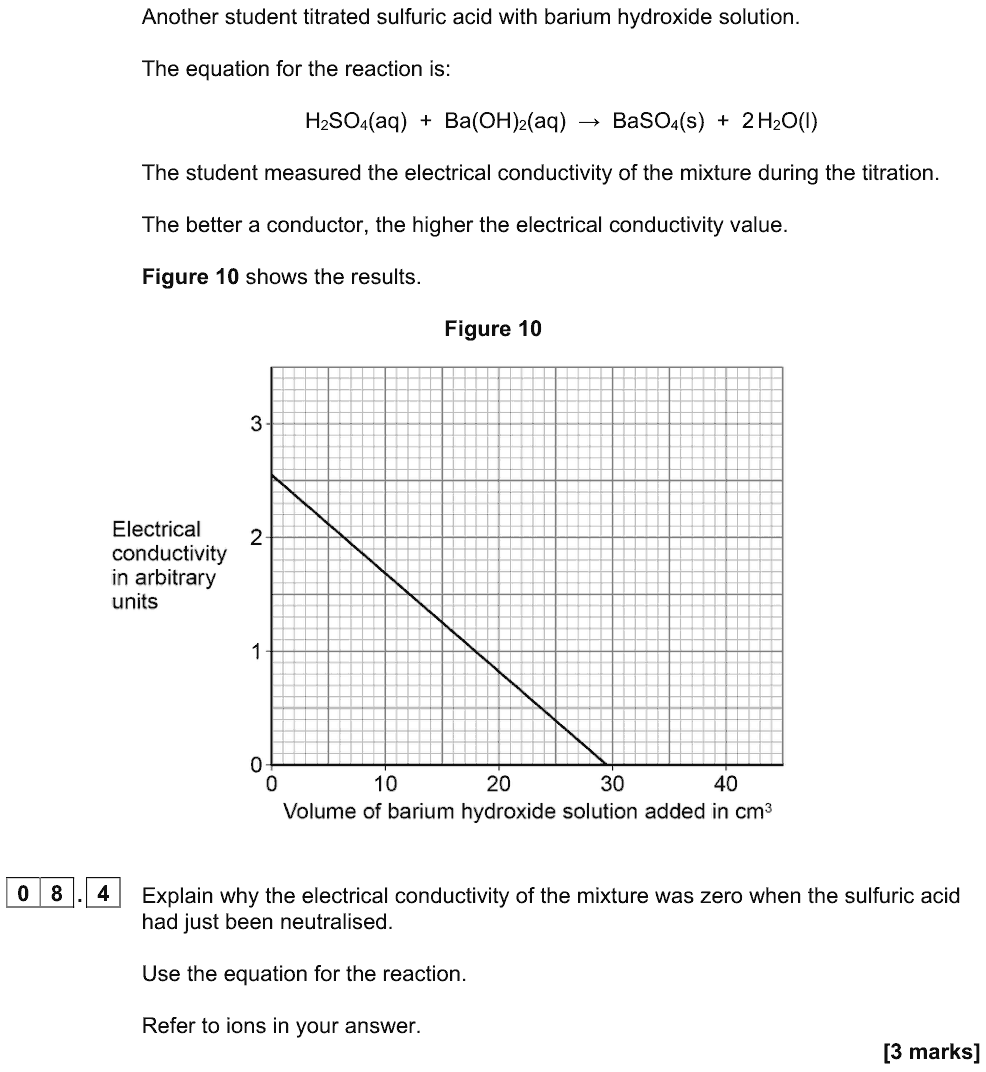 Another student titrated sulfuric acid with barium hydroxide solution.
The equation for the reaction is:
H₂SO₄(aq) + Ba(OH)₂(aq) → BaSO₄(s) + 2H₂O(l)
The student measured the electrical conductivity of the mixture during the titration.
The better a conductor, the higher the electrical conductivity value.
Figure 10 shows the results.
Figure 10
3
2
1
0
Electrical
conductivity
in arbitrary
units
0 10 20 30 40
Volume of barium hydroxide solution added in cm³
0 8 . 4 Explain why the electrical conductivity of the mixture was zero when the sulfuric acid
had just been neutralised.
Use the equation for the reaction.
Refer to ions in your answer.
[3 marks]